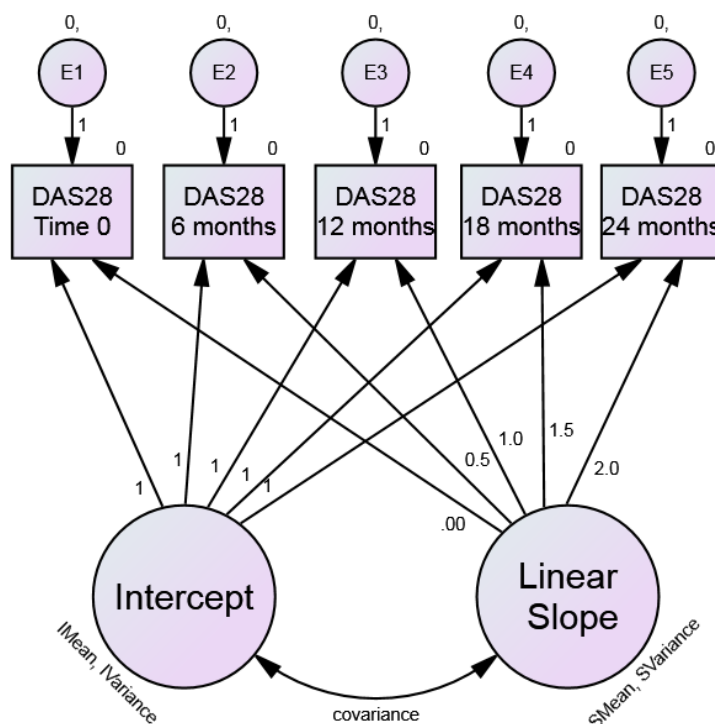 0, 0, 0, 0, 0,
E1 E2 E3 E4 E5
1 1 1 1 1
0 0 0 0 0
DAS28 DAS28 DAS28 DAS28 DAS28
Time 0 6 months 12 months 18 months 24 months
1.0 1.5
0.5 2.0
1 1 1 1 1
.00
Intercept
Linear
Slope
IMean, IVariance
SMean, SVariance
covariance